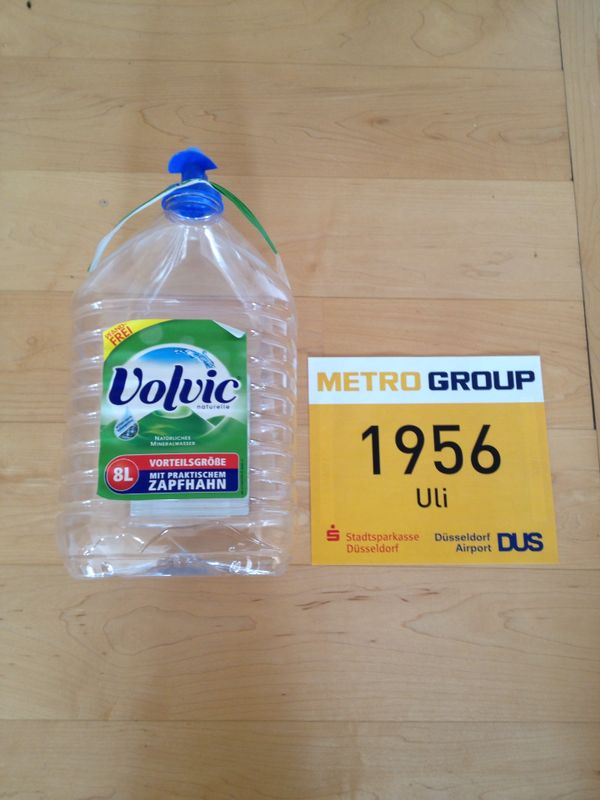 PFAND-
FREI
Volvic
naturelle
NATÜRLICHES
MINERALWASSER
8L
VORTEILSGRÖßE
MIT PRAKTISCHEM
ZAPFHAHN
METRO GROUP
1956
Uli
Stadtsparkasse
Düsseldorf
Düsseldorf
Airport
DUS